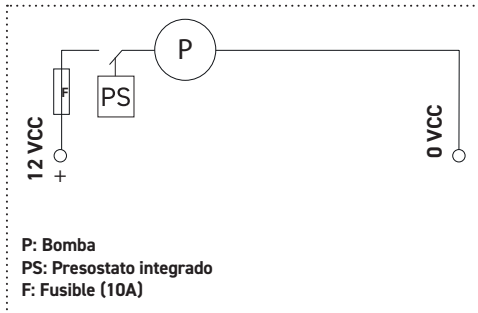 P
F
PS
12 VCC
+
0 VCC
P: Bomba
PS: Presostato integrado
F: Fusible (10A)